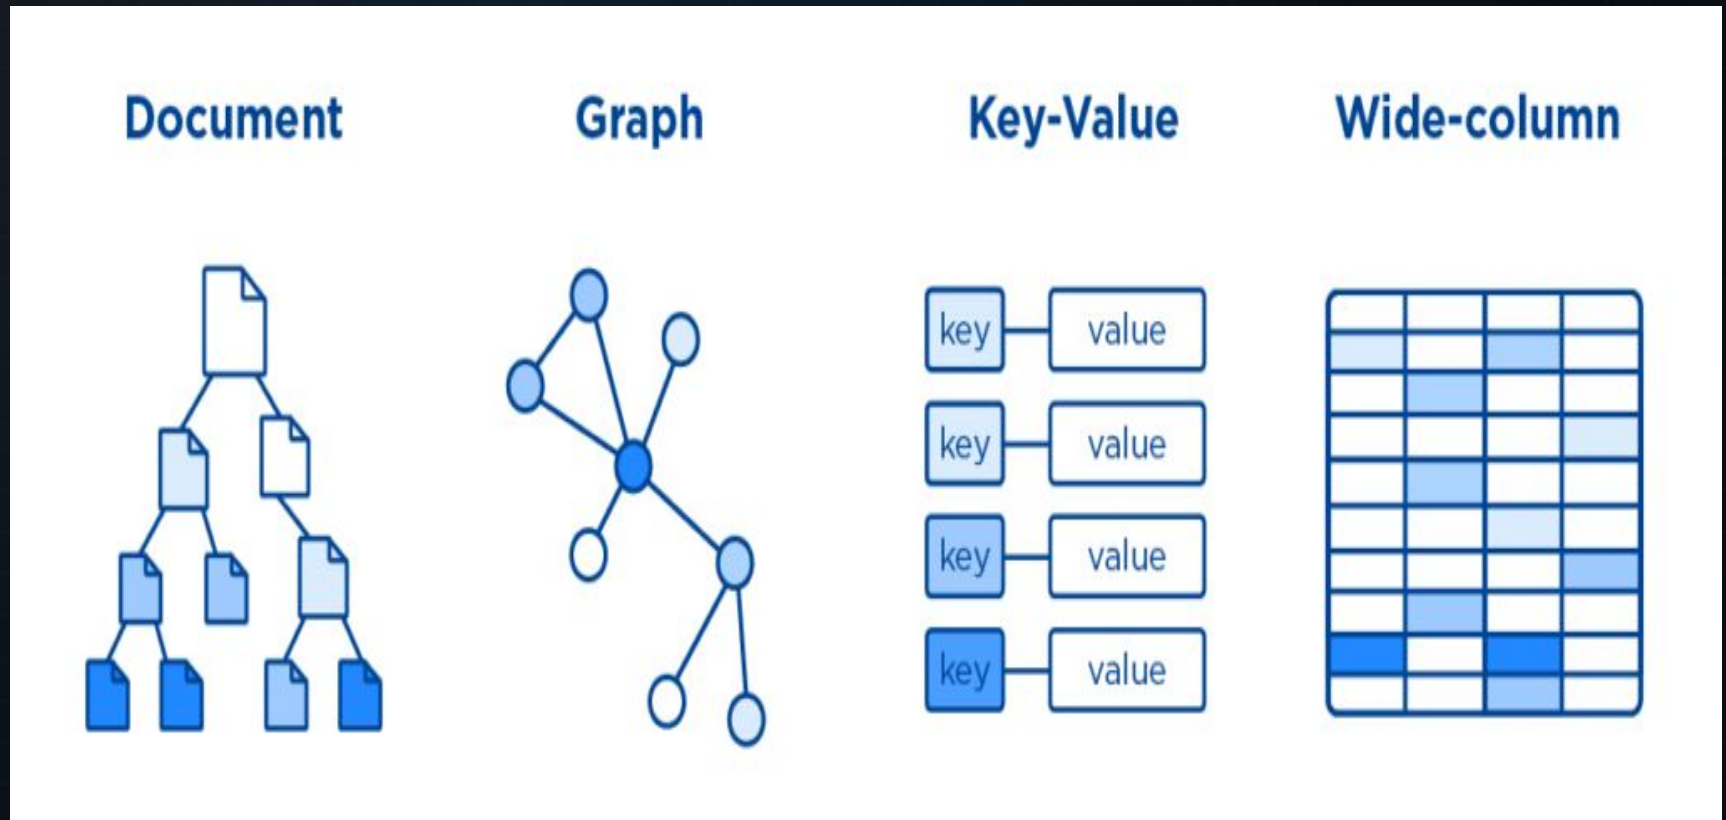 Document
Graph
Key-Value
Wide-column
key value
key value
key value
key value